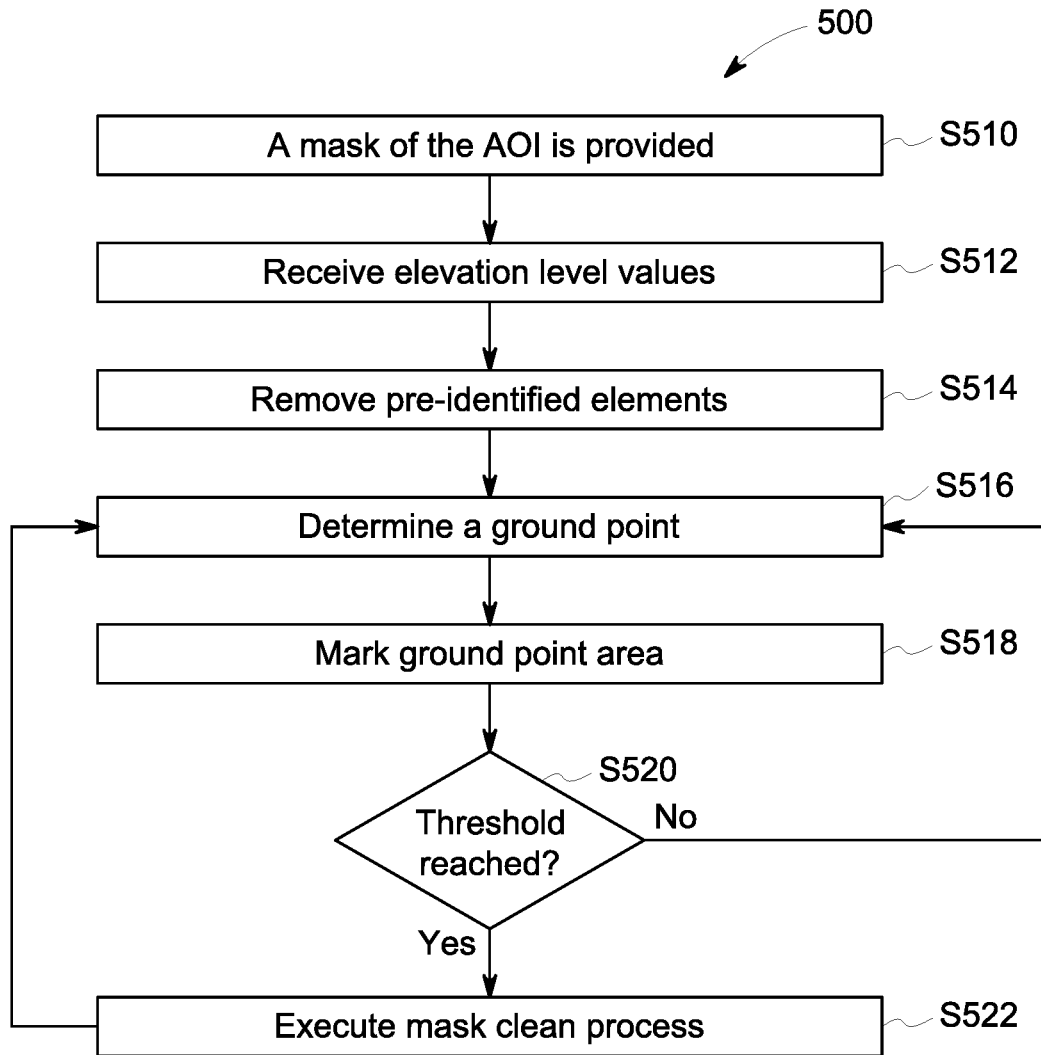 500
A mask of the AOI is provided
S510
Receive elevation level values
S512
Remove pre-identified elements
S514
Determine a ground point
S516
Mark ground point area
S518
Threshold
reached?
S520
No
Yes
Execute mask clean process
S522